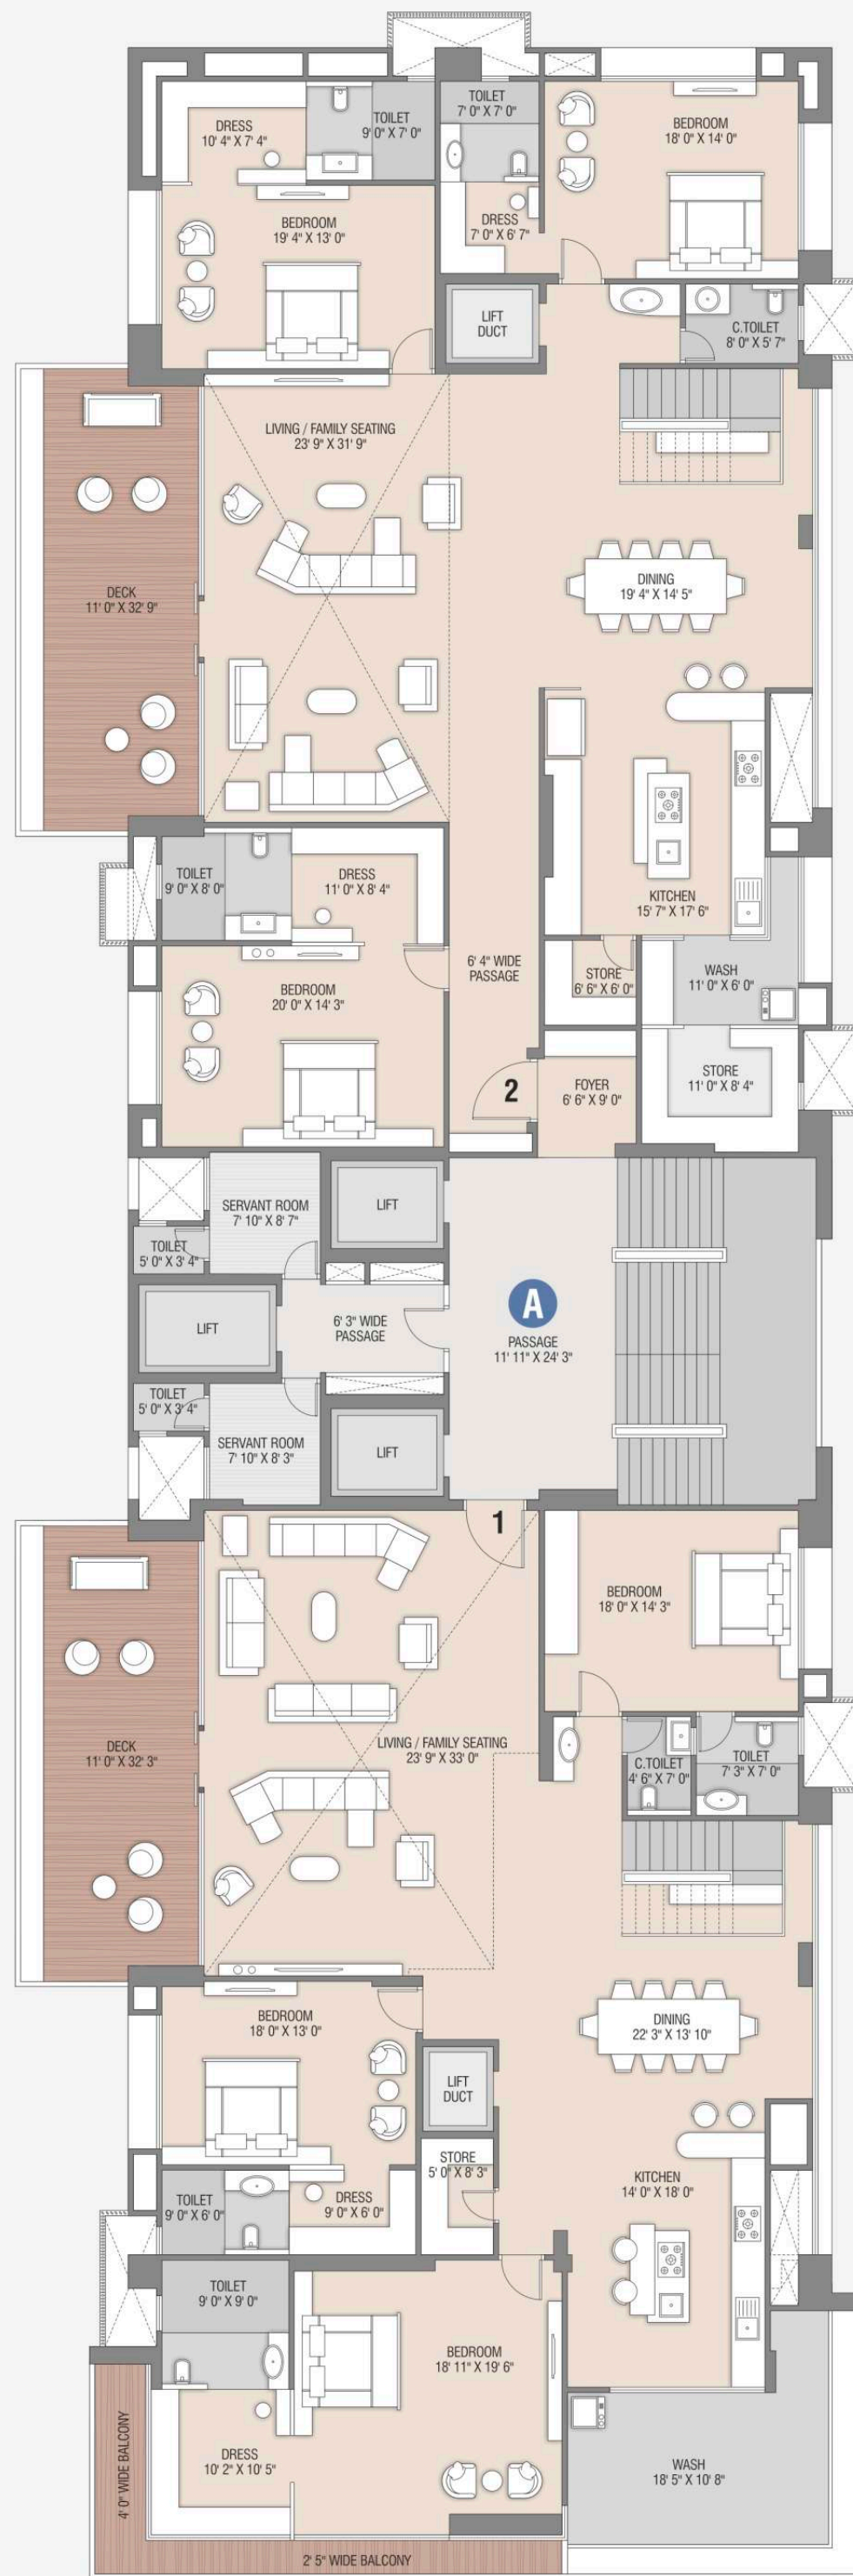 TOILET
7' 0" X 7' 0"
DRESS
10' 4" X 7' 4"
TOILET
9' 0" X 7' 0"
BEDROOM
18' 0" X 14' 0"
BEDROOM
19' 4" X 13' 0"
DRESS
7' 0" X 6' 7"
LIFT
DUCT
C.TOILET
8' 0" X 5' 7"
LIVING / FAMILY SEATING
23' 9" X 31' 9"
DECK
11' 0" X 32' 9"
DINING
19' 4" X 14' 5"
TOILET
9' 0" X 8' 0"
DRESS
11' 0" X 8' 4"
KITCHEN
15' 7" X 17' 6"
BEDROOM
20' 0" X 14' 3"
6' 4" WIDE
PASSAGE
STORE
6' 6" X 6' 0"
WASH
11' 0" X 6' 0"
2
FOYER
6' 6" X 9' 0"
STORE
11' 0" X 8' 4"
SERVANT ROOM
7' 10" X 8' 7"
LIFT
TOILET
5' 0" X 3' 4"
LIFT
6' 3" WIDE
PASSAGE
A
PASSAGE
11' 11" X 24' 3"
TOILET
5' 0" X 3' 4"
SERVANT ROOM
7' 10" X 8' 3"
LIFT
1
BEDROOM
18' 0" X 14' 3"
DECK
11' 0" X 32' 3"
LIVING / FAMILY SEATING
23' 9" X 33' 0"
C.TOILET
4' 6" X 7' 0"
TOILET
7' 3" X 7' 0"
BEDROOM
18' 0" X 13' 0"
DINING
22' 3" X 13' 10"
LIFT
DUCT
STORE
5' 0" X 8' 3"
KITCHEN
14' 0" X 18' 0"
TOILET
9' 0" X 6' 0"
DRESS
9' 0" X 6' 0"
TOILET
9' 0" X 9' 0"
BEDROOM
18' 11" X 19' 6"
DRESS
10' 2" X 10' 5"
4' 0" WIDE BALCONY
WASH
18' 5" X 10' 8"
2' 5" WIDE BALCONY